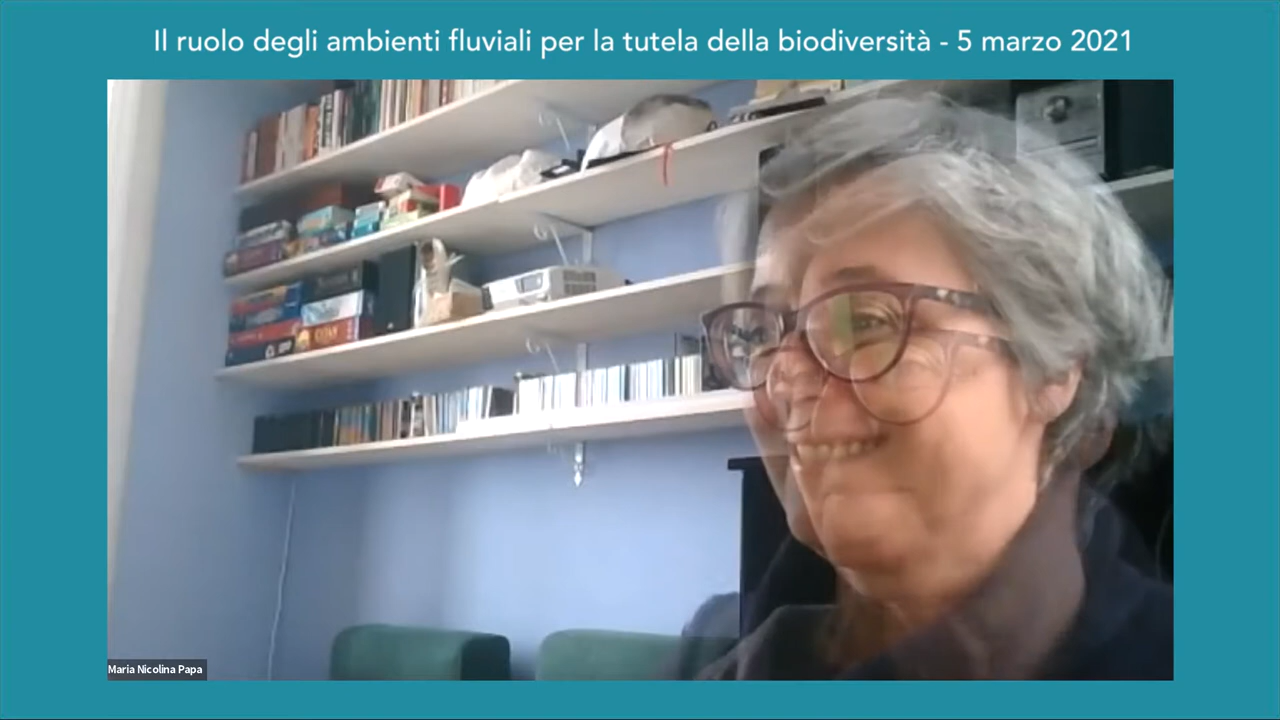 Il ruolo degli ambienti fluviali per la tutela della biodiversità - 5 marzo 2021
Maria Nicolina Papa